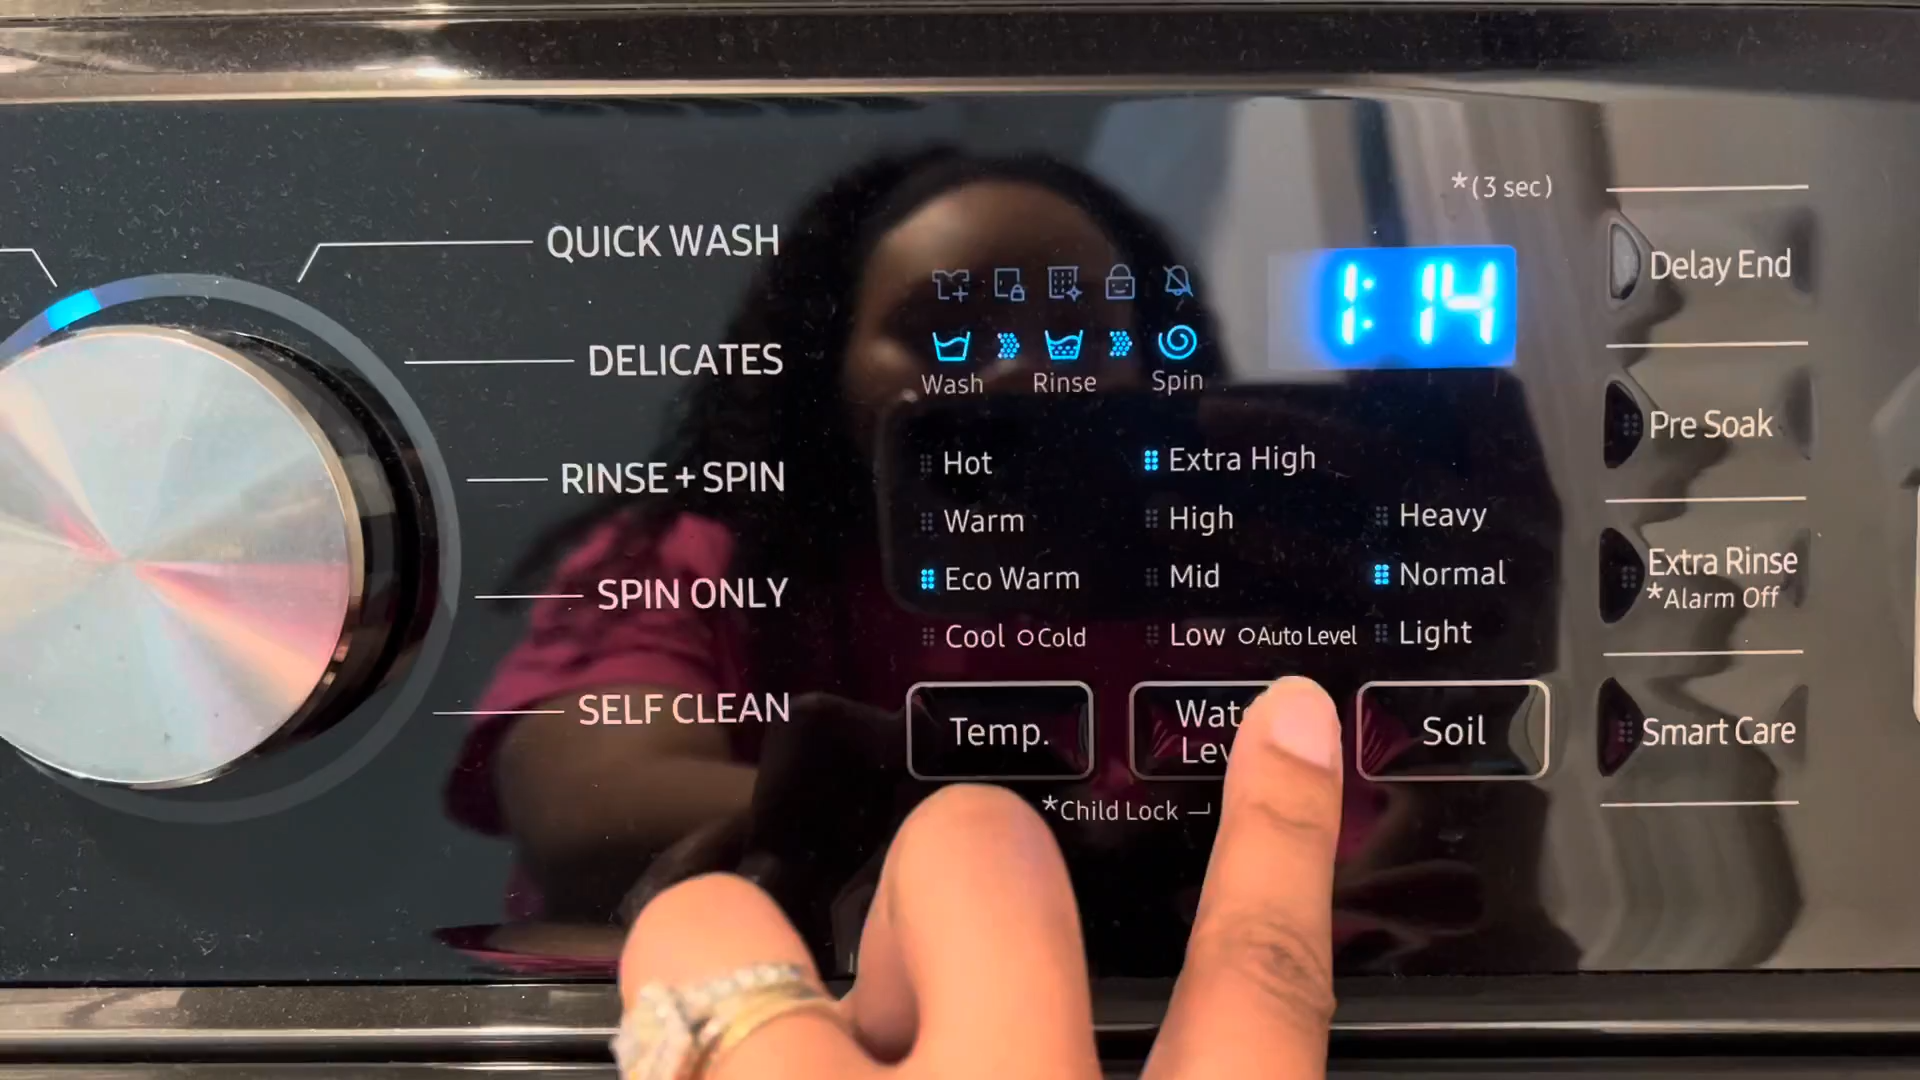 *(3 sec)
QUICK WASH
DELICATES
RINSE+SPIN
SPIN ONLY
SELF CLEAN
1:14
Wash Rinse Spin
Hot
Warm
Eco Warm
Cool Cold
Extra High
High
Mid
Low Auto Level
Heavy
Normal
Light
Temp.
Soil
*Child Lock
Delay End
Pre Soak
Extra Rinse
*Alarm Off
Smart Care